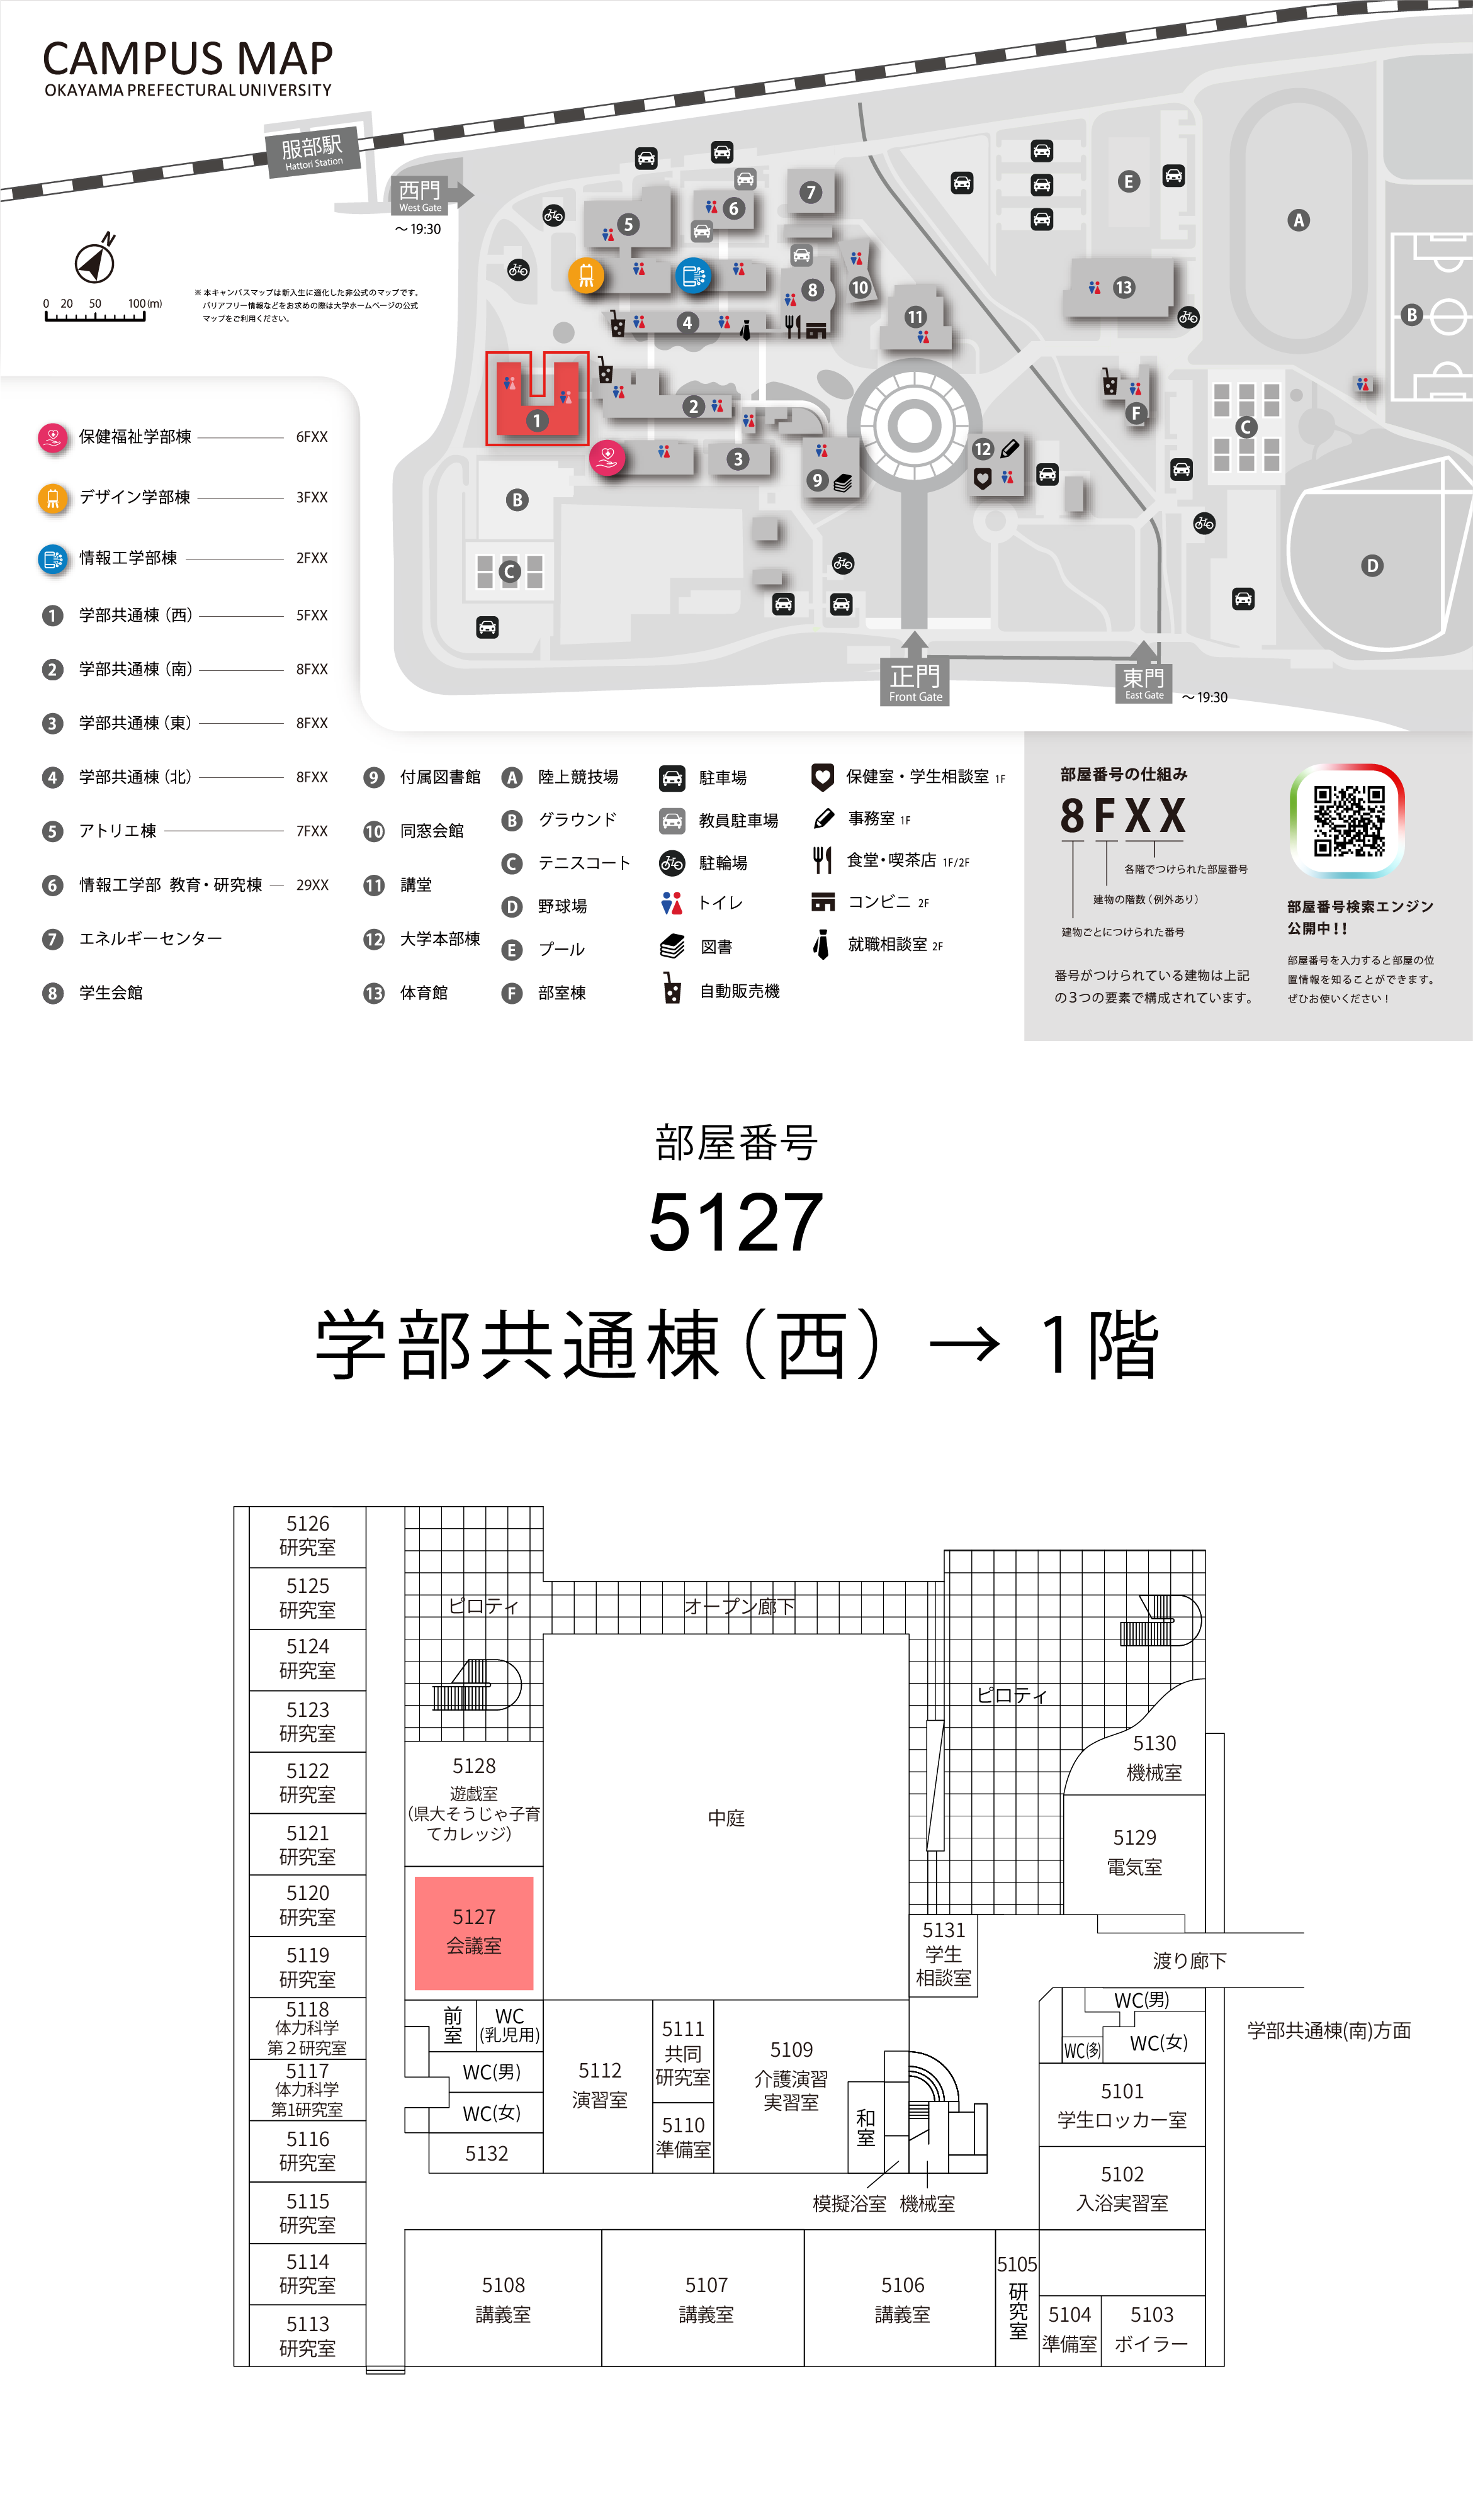 CAMPUS MAP
OKAYAMA PREFECTURAL UNIVERSITY
服部駅
Hattori Station
西門
West Gate
～19:30
N
0 20 50 100(m)
※ 本キャンパスマップは新入生に適化した非公式のマップです。
バリアフリー情報などをお求めの際は大学ホームページの公式
マップをご利用ください。
5
6
7
8
10
4
11
13
E
A
B
1
2
3
9
12
F
C
B
C
D
正門
Front Gate
東門
East Gate
～19:30
保健福祉学部棟 6FXX
デザイン学部棟 3FXX
情報工学部棟 2FXX
1 学部共通棟（西） 5FXX
2 学部共通棟（南） 8FXX
3 学部共通棟（東） 8FXX
4 学部共通棟（北） 8FXX
5 アトリエ棟 7FXX
6 情報工学部 教育・研究棟 29XX
7 エネルギーセンター
8 学生会館
9 付属図書館
10 同窓会館
11 講堂
12 大学本部棟
13 体育館
A 陸上競技場
B グラウンド
C テニスコート
D 野球場
E プール
F 部室棟
駐車場
教員駐車場
駐輪場
トイレ
図書
自動販売機
保健室・学生相談室 1F
事務室 1F
食堂・喫茶店 1F/2F
コンビニ 2F
就職相談室 2F
部屋番号の仕組み
8FXX
各階でつけられた部屋番号
建物の階数（例外あり）
建物ごとにつけられた番号
番号がつけられている建物は上記
の３つの要素で構成されています。
部屋番号検索エンジン
公開中！！
部屋番号を入力すると部屋の位
置情報を知ることができます。
ぜひお使いください！
部屋番号
5127
学部共通棟（西）→ 1階
5126
研究室
5125
研究室
5124
研究室
5123
研究室
5122
研究室
5121
研究室
5120
研究室
5119
研究室
5118
体力科学
第２研究室
5117
体力科学
第1研究室
5116
研究室
5115
研究室
5114
研究室
5113
研究室
ピロティ
オープン廊下
ピロティ
5128
遊戯室
（県大そうじゃ子育
てカレッジ）
中庭
5130
機械室
5129
電気室
5127
会議室
5131
学生
相談室
渡り廊下
学部共通棟(南)方面
前室
WC
(乳児用)
WC(男)
WC(女)
5132
5112
演習室
5111
共同
研究室
5110
準備室
5109
介護演習
実習室
和室
模擬浴室
機械室
WC(男)
WC(多)
WC(女)
5101
学生ロッカー室
5102
入浴実習室
5108
講義室
5107
講義室
5106
講義室
5105
研究室
5104
準備室
5103
ボイラー